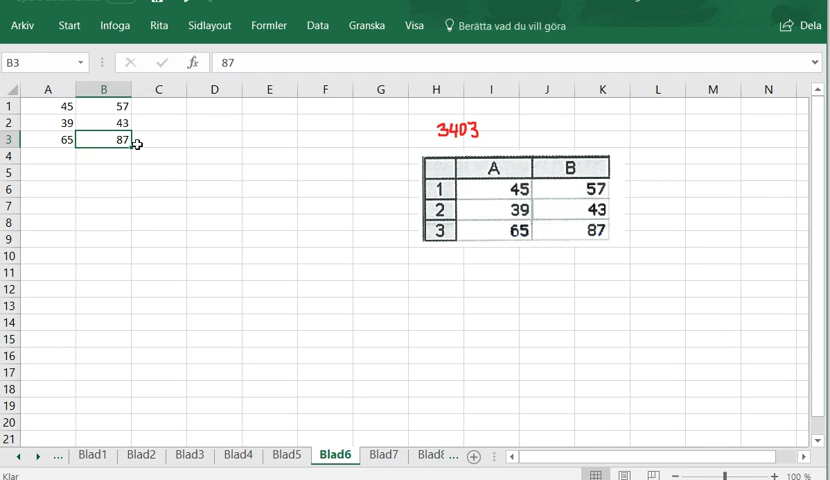 Arkiv Start Infoga Rita Sidlayout Formler Data Granska Visa Berätta vad du vill göra Dela
B3 fx 87
A B C D E F G H I J K L M N
1 45 57
2 39 43
3 65 87
4
5
6
7
8
9
10
11
12
13
14
15
16
17
18
19
20
21
3403
A B
1 45 57
2 39 43
3 65 87
... Blad1 Blad2 Blad3 Blad4 Blad5 Blad6 Blad7 Blad8 ...
Klar 100 %